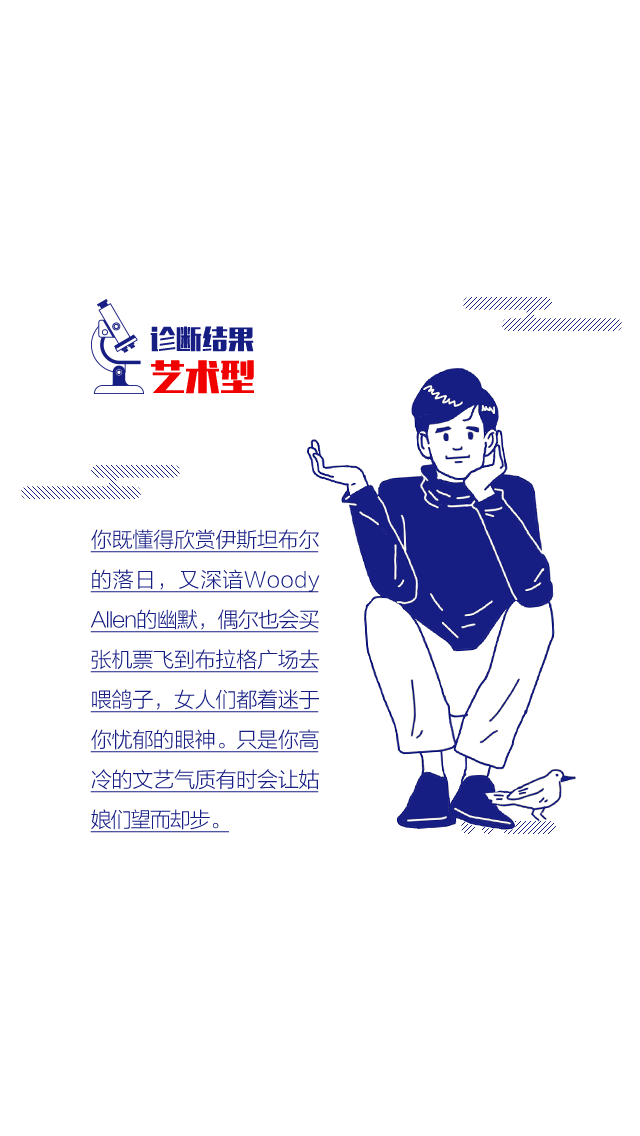 诊断结果
艺术型
你既懂得欣赏伊斯坦布尔
的落日，又深谙Woody
Allen的幽默，偶尔也会买
张机票飞到布拉格广场去
喂鸽子，女人们都着迷于
你忧郁的眼神。只是你高
冷的文艺气质有时会让姑
娘们望而却步。